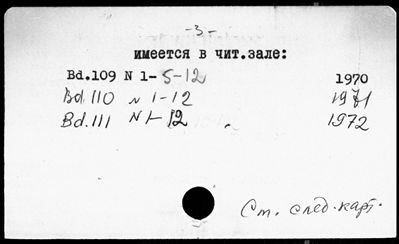 -3-
имеется в чит.зале:
Bd.109 N 1-5-12 1970
Bd.110 N 1-12 1971
Bd.111 N 1-12 1972
См. след.карт.